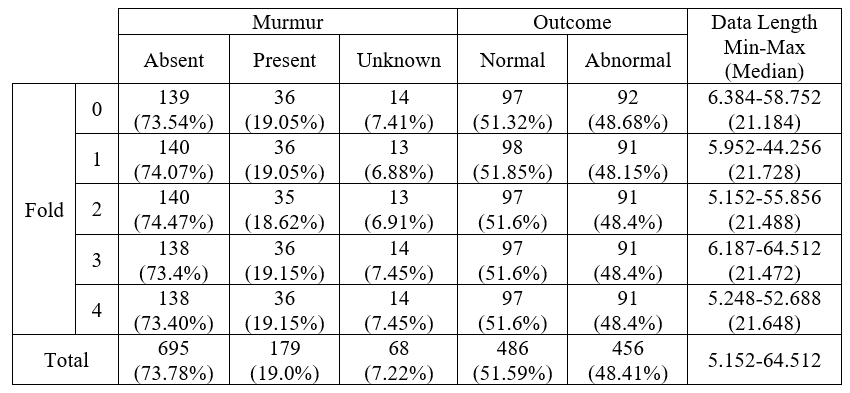 Murmur Outcome Data Length
Min-Max
(Median)
Absent Present Unknown Normal Abnormal
Fold
0 139 36 14 97 92 6.384-58.752
(73.54%) (19.05%) (7.41%) (51.32%) (48.68%) (21.184)
1 140 36 13 98 91 5.952-44.256
(74.07%) (19.05%) (6.88%) (51.85%) (48.15%) (21.728)
2 140 35 13 97 91 5.152-55.856
(74.47%) (18.62%) (6.91%) (51.6%) (48.4%) (21.488)
3 138 36 14 97 91 6.187-64.512
(73.4%) (19.15%) (7.45%) (51.6%) (48.4%) (21.472)
4 138 36 14 97 91 5.248-52.688
(73.40%) (19.15%) (7.45%) (51.6%) (48.4%) (21.648)
Total 695 179 68 486 456 5.152-64.512
(73.78%) (19.0%) (7.22%) (51.59%) (48.41%)